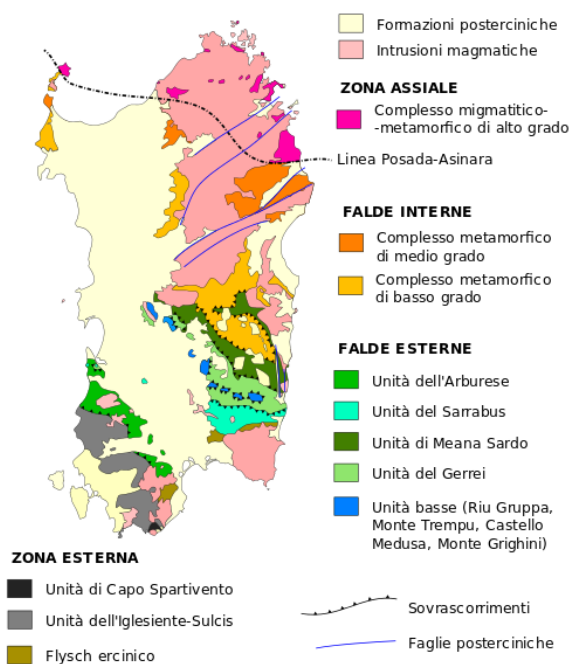 Formazioni posterciniche
Intrusioni magmatiche
ZONA ASSIALE
Complesso migmatitico-
-metamorfico di alto grado
Linea Posada-Asinara
FALDE INTERNE
Complesso metamorfico
di medio grado
Complesso metamorfico
di basso grado
FALDE ESTERNE
Unità dell'Arburese
Unità del Sarrabus
Unità di Meana Sardo
Unità del Gerrei
Unità basse (Riu Gruppa,
Monte Trempu, Castello
Medusa, Monte Grighini)
ZONA ESTERNA
Unità di Capo Spartivento
Unità dell'Iglesiente-Sulcis
Flysch ercinico
Sovrascorrimenti
Faglie posterciniche